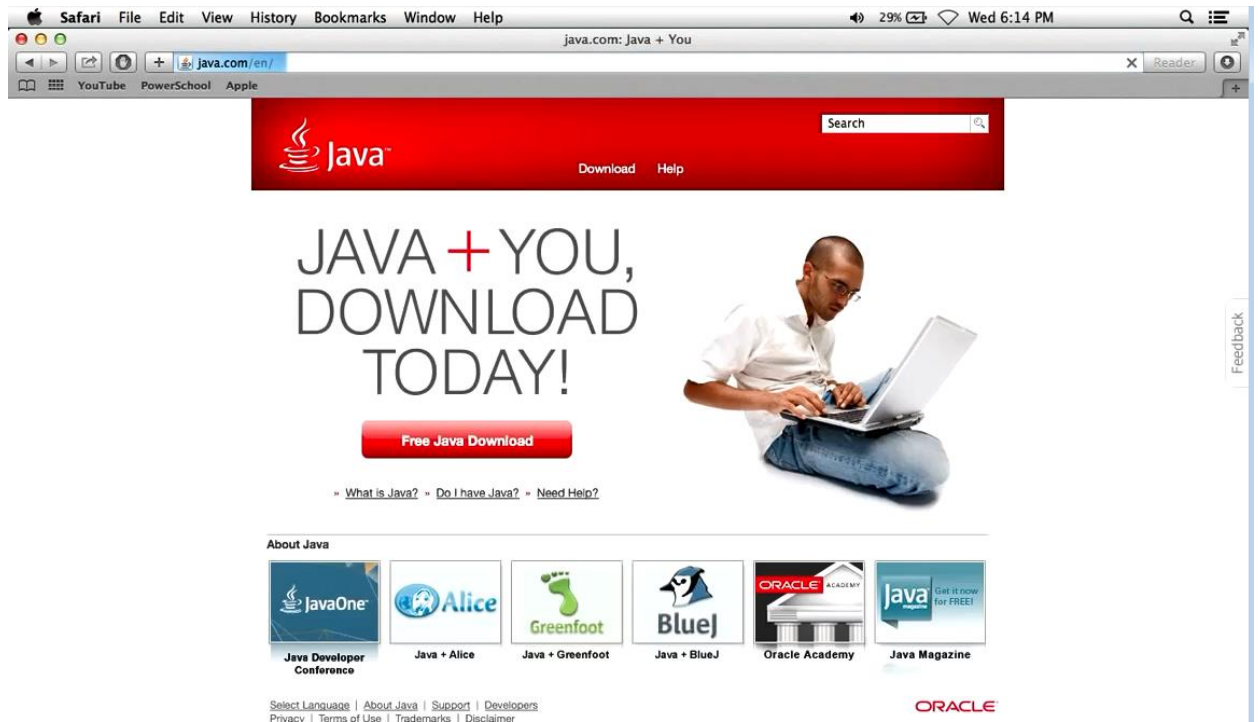 Safari File Edit View History Bookmarks Window Help 29% Wed 6:14 PM
java.com: Java + You
java.com/en/ Reader
YouTube PowerSchool Apple
Java™
Search
Download Help
JAVA + YOU,
DOWNLOAD
TODAY!
Free Java Download
» What is Java? » Do I have Java? » Need Help?
Feedback
About Java
JavaOne
Alice
Greenfoot
BlueJ
ORACLE ACADEMY
Java magazine
Get it now
for FREE!
Java Developer
Conference
Java + Alice
Java + Greenfoot
Java + BlueJ
Oracle Academy
Java Magazine
Select Language | About Java | Support | Developers
Privacy | Terms of Use | Trademarks | Disclaimer
ORACLE